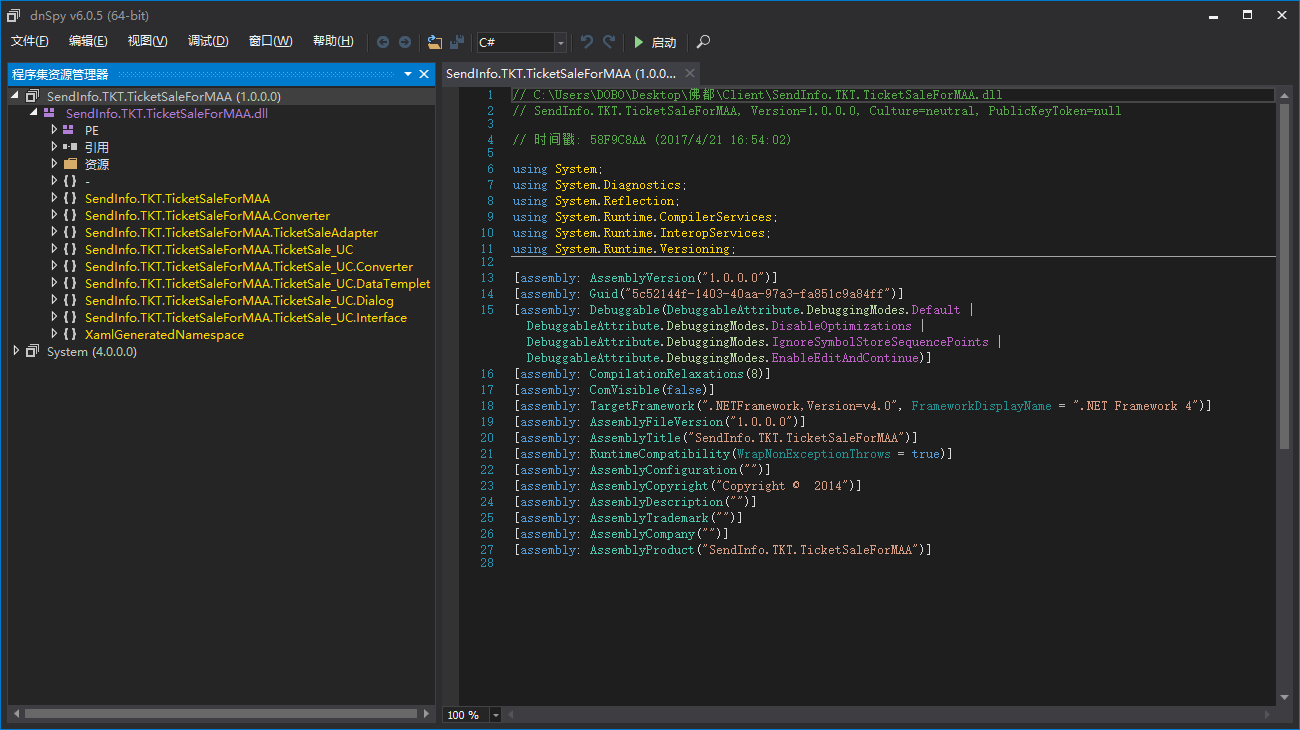 dnSpy v6.0.5 (64-bit)
文件(F) 编辑(E) 视图(V) 调试(D) 窗口(W) 帮助(H) C# 启动
程序集资源管理器
SendInfo.TKT.TicketSaleForMAA (1.0.0.0)
SendInfo.TKT.TicketSaleForMAA.dll
PE
引用
资源
{ } -
{ } SendInfo.TKT.TicketSaleForMAA
{ } SendInfo.TKT.TicketSaleForMAA.Converter
{ } SendInfo.TKT.TicketSaleForMAA.TicketSaleAdapter
{ } SendInfo.TKT.TicketSaleForMAA.TicketSale_UC
{ } SendInfo.TKT.TicketSaleForMAA.TicketSale_UC.Converter
{ } SendInfo.TKT.TicketSaleForMAA.TicketSale_UC.DataTemplet
{ } SendInfo.TKT.TicketSaleForMAA.TicketSale_UC.Dialog
{ } SendInfo.TKT.TicketSaleForMAA.TicketSale_UC.Interface
{ } XamlGeneratedNamespace
System (4.0.0.0)
SendInfo.TKT.TicketSaleForMAA (1.0.0...
1 // C:\Users\DOBO\Desktop\佛都\Client\SendInfo.TKT.TicketSaleForMAA.dll
2 // SendInfo.TKT.TicketSaleForMAA, Version=1.0.0.0, Culture=neutral, PublicKeyToken=null
3
4 // 时间戳: 58F9C8AA (2017/4/21 16:54:02)
5
6 using System;
7 using System.Diagnostics;
8 using System.Reflection;
9 using System.Runtime.CompilerServices;
10 using System.Runtime.InteropServices;
11 using System.Runtime.Versioning;
12
13 [assembly: AssemblyVersion("1.0.0.0")]
14 [assembly: Guid("5c52144f-1403-40aa-97a3-fa851c9a84ff")]
15 [assembly: Debuggable(DebuggableAttribute.DebuggingModes.Default |
DebuggableAttribute.DebuggingModes.DisableOptimizations |
DebuggableAttribute.DebuggingModes.IgnoreSymbolStoreSequencePoints |
DebuggableAttribute.DebuggingModes.EnableEditAndContinue)]
16 [assembly: CompilationRelaxations(8)]
17 [assembly: ComVisible(false)]
18 [assembly: TargetFramework(".NETFramework,Version=v4.0", FrameworkDisplayName = ".NET Framework 4")]
19 [assembly: AssemblyFileVersion("1.0.0.0")]
20 [assembly: AssemblyTitle("SendInfo.TKT.TicketSaleForMAA")]
21 [assembly: RuntimeCompatibility(WrapNonExceptionThrows = true)]
22 [assembly: AssemblyConfiguration("")]
23 [assembly: AssemblyCopyright("Copyright ©  2014")]
24 [assembly: AssemblyDescription("")]
25 [assembly: AssemblyTrademark("")]
26 [assembly: AssemblyCompany("")]
27 [assembly: AssemblyProduct("SendInfo.TKT.TicketSaleForMAA")]
28
100 %